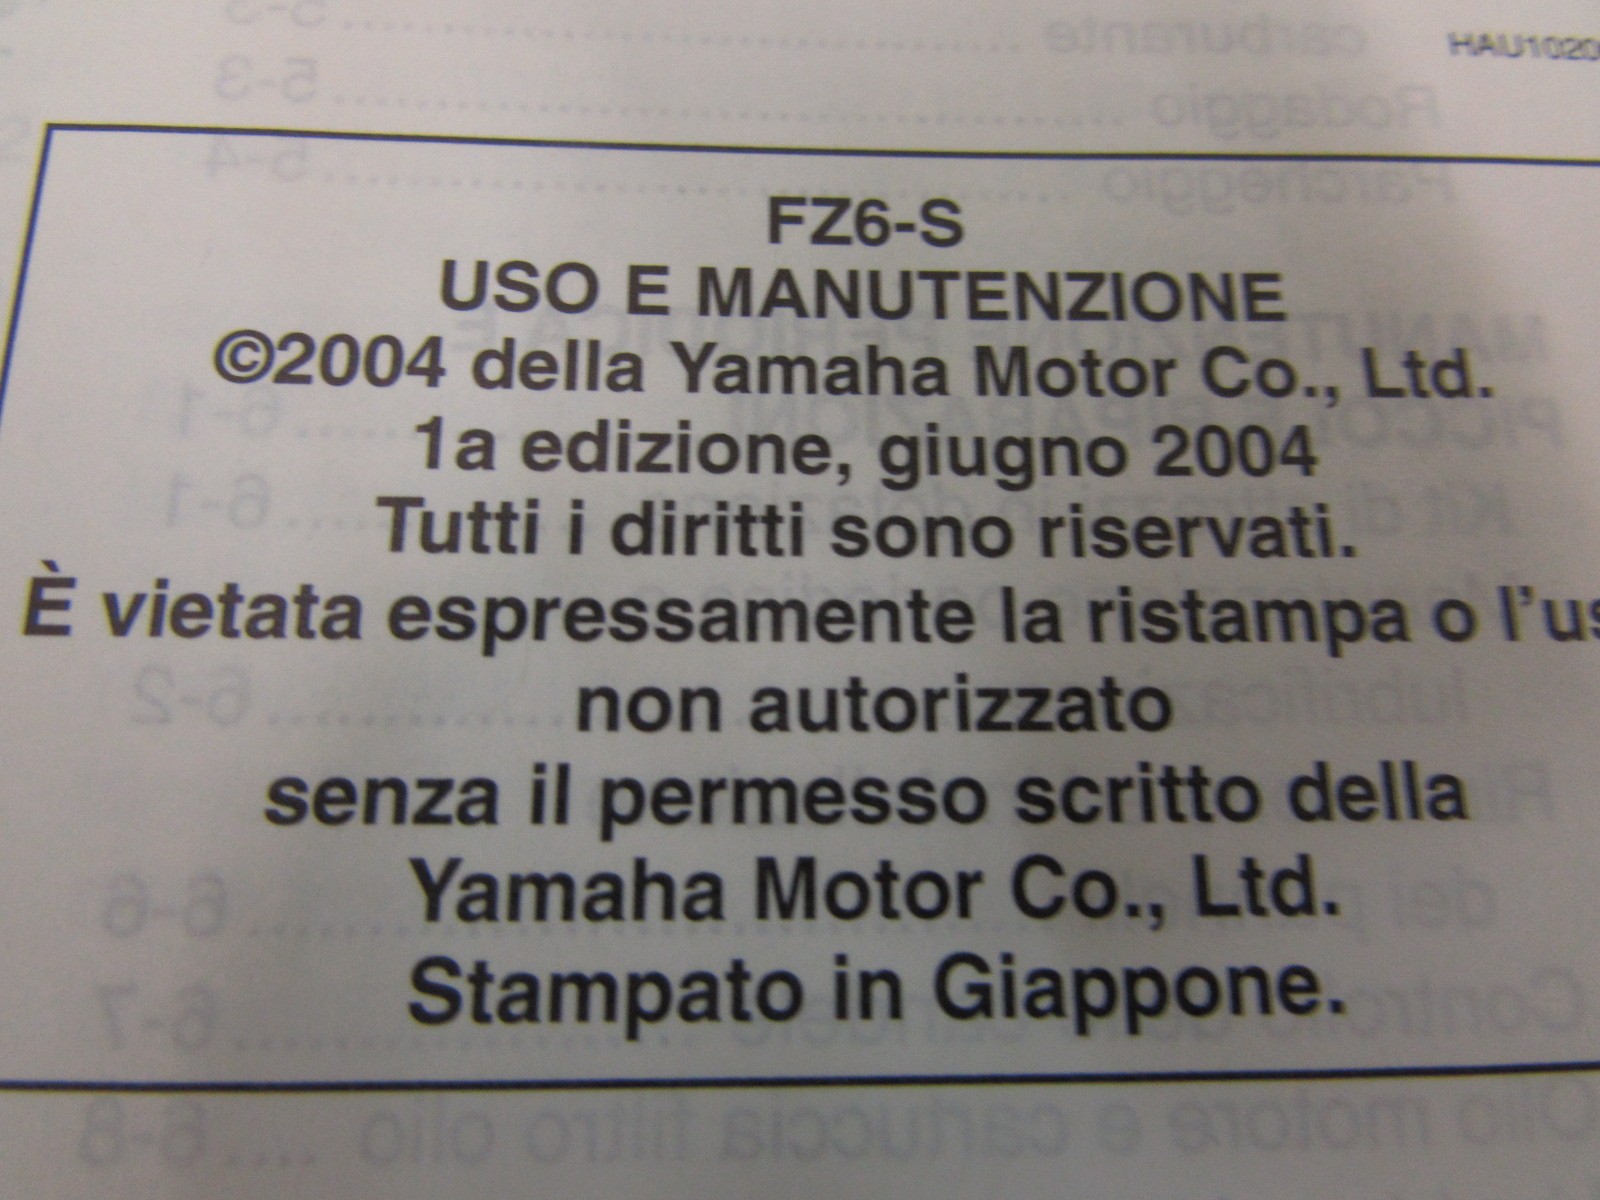 HAU1020
FZ6-S
USO E MANUTENZIONE
©2004 della Yamaha Motor Co., Ltd.
1a edizione, giugno 2004
Tutti i diritti sono riservati.
È vietata espressamente la ristampa o l’us
non autorizzato
senza il permesso scritto della
Yamaha Motor Co., Ltd.
Stampato in Giappone.